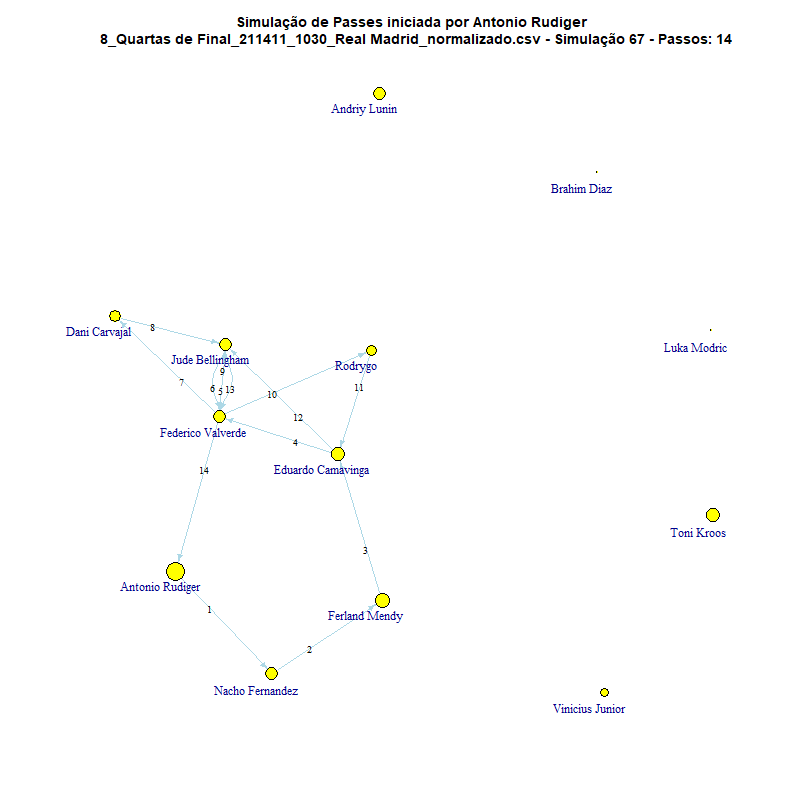 Simulação de Passes iniciada por Antonio Rudiger
8_Quartas de Final_211411_1030_Real Madrid_normalizado.csv - Simulação 67 - Passos: 14
Andriy Lunin
Brahim Diaz
Dani Carvajal
8
Jude Bellingham
Luka Modric
Rodrygo
9
7
6
5
13
10
11
12
Federico Valverde
4
Eduardo Camavinga
14
Toni Kroos
3
Antonio Rudiger
1
Ferland Mendy
2
Nacho Fernandez
Vinicius Junior